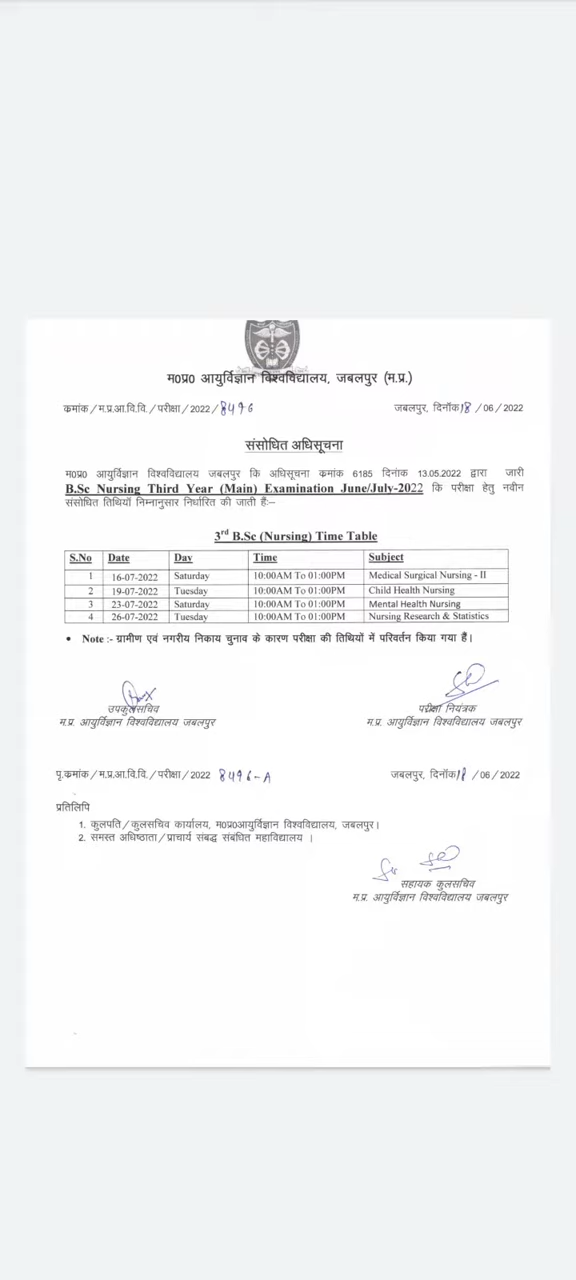 म0प्र0 आयुर्विज्ञान विश्वविद्यालय, जबलपुर (म.प्र.)
कमांक / म.प्र.आ.वि.वि. / परीक्षा / 2022 / 8496 जबलपुर, दिनॉक 18 / 06 / 2022
संसोधित अधिसूचना
म0प्र0 आयुर्विज्ञान विश्वविद्यालय जबलपुर कि अधिसूचना कमांक 6185 दिनांक 13.05.2022 द्वारा जारी
B.Sc Nursing Third Year (Main) Examination June/July-2022 कि परीक्षा हेतु नवीन
संसोधित तिथियॉ निम्नानुसार निर्धारित की जाती है:–
3rd B.Sc (Nursing) Time Table
S.No Date Day Time Subject
1 16-07-2022 Saturday 10:00AM To 01:00PM Medical Surgical Nursing - II
2 19-07-2022 Tuesday 10:00AM To 01:00PM Child Health Nursing
3 23-07-2022 Saturday 10:00AM To 01:00PM Mental Health Nursing
4 26-07-2022 Tuesday 10:00AM To 01:00PM Nursing Research & Statistics
• Note :- ग्रामीण एवं नगरीय निकाय चुनाव के कारण परीक्षा की तिथियों में परिवर्तन किया गया हैं।
उपकुलसचिव परीक्षा नियंत्रक
म.प्र. आयुर्विज्ञान विश्वविद्यालय जबलपुर म.प्र. आयुर्विज्ञान विश्वविद्यालय जबलपुर
पृ.कमांक / म.प्र.आ.वि.वि. / परीक्षा / 2022 8496-A जबलपुर, दिनॉक 18 / 06 / 2022
प्रतिलिपि
1. कुलपति / कुलसचिव कार्यालय, म0प्र0आयुर्विज्ञान विश्वविद्यालय, जबलपुर।
2. समस्त अधिष्ठाता / प्राचार्य संबद्ध संबंधित महाविद्यालय ।
सहायक कुलसचिव
म.प्र. आयुर्विज्ञान विश्वविद्यालय जबलपुर